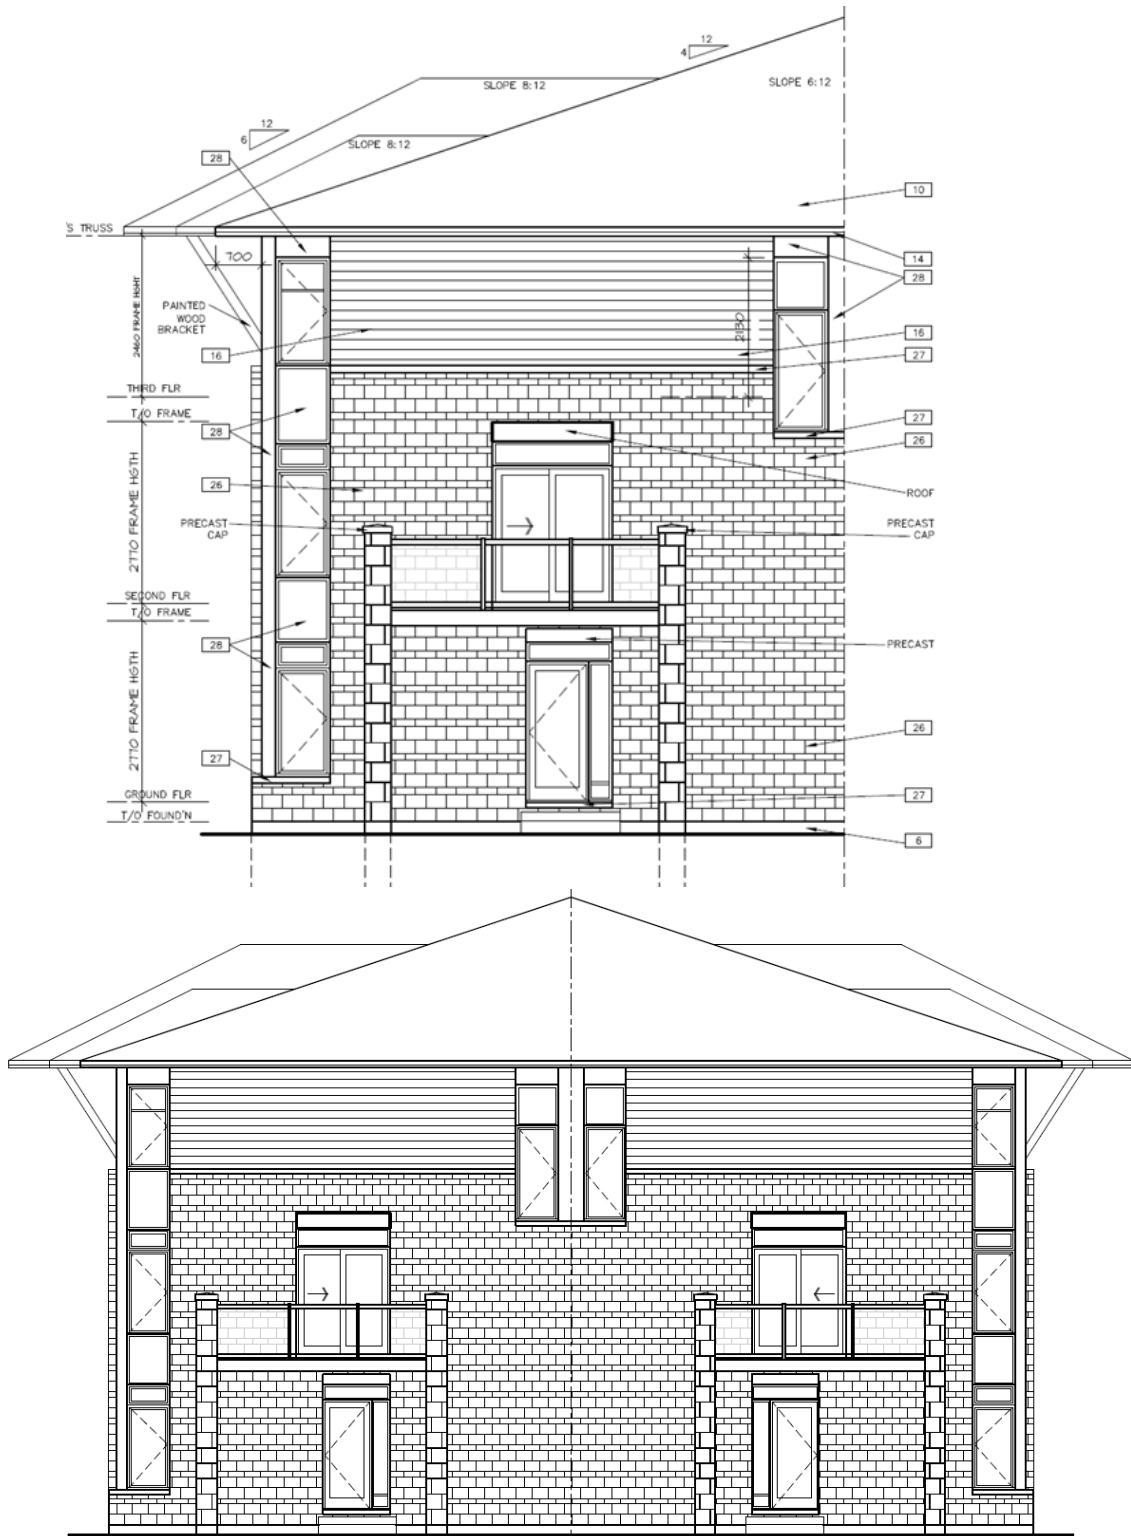 12
4
SLOPE 8:12
SLOPE 6:12
12
6
SLOPE 8:12
28
10
'S TRUSS
700
14
28
2460 FRAME HGHT
PAINTED
WOOD
BRACKET
2130
16
16
27
THIRD FLR
T/O FRAME
27
28
26
2770 FRAME HGTH
26
ROOF
PRECAST
CAP
PRECAST
CAP
SECOND FLR
T/O FRAME
28
PRECAST
2770 FRAME HGTH
26
27
GROUND FLR
27
T/O FOUND'N
6